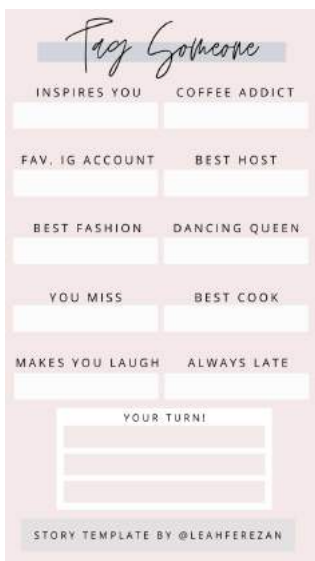 Tag Someone
INSPIRES YOU COFFEE ADDICT
FAV. IG ACCOUNT BEST HOST
BEST FASHION DANCING QUEEN
YOU MISS BEST COOK
MAKES YOU LAUGH ALWAYS LATE
YOUR TURN!
STORY TEMPLATE BY @LEAHFEREZAN